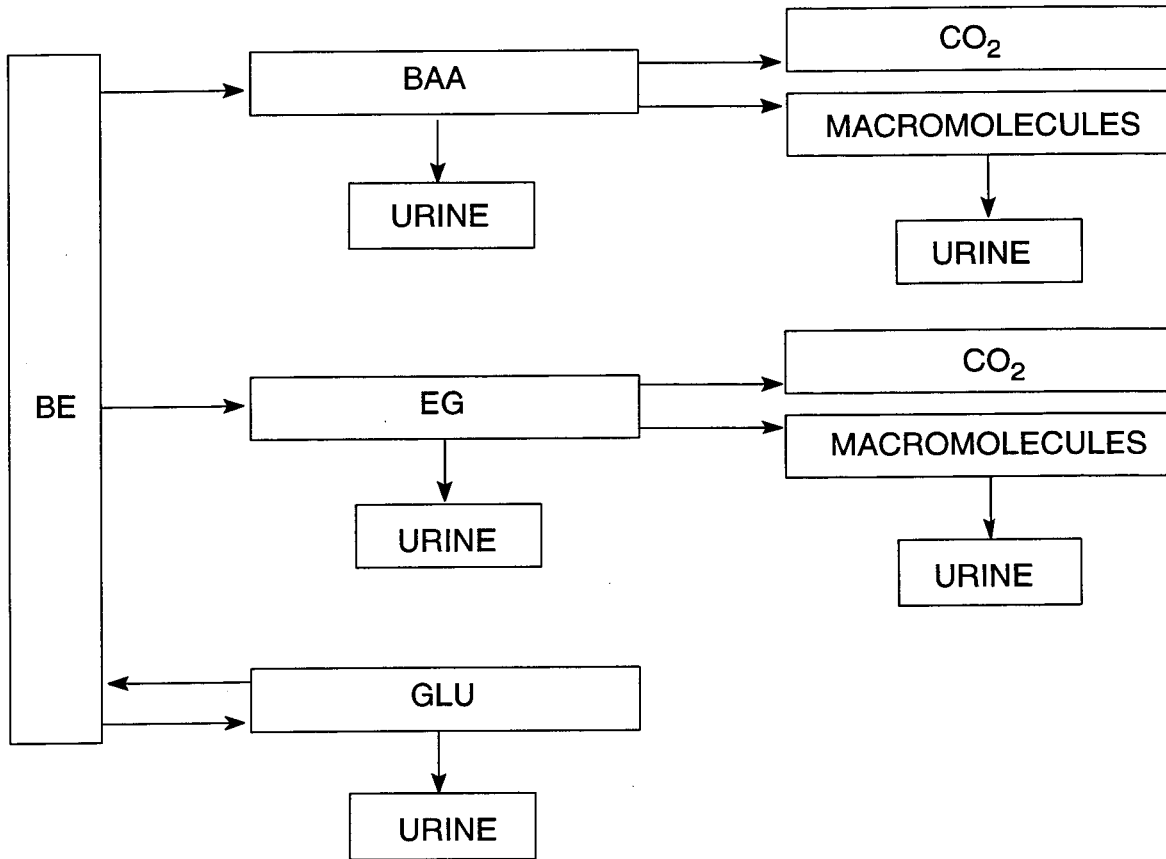 CO₂
BAA
MACROMOLECULES
URINE
URINE
CO₂
BE
EG
MACROMOLECULES
URINE
URINE
GLU
URINE